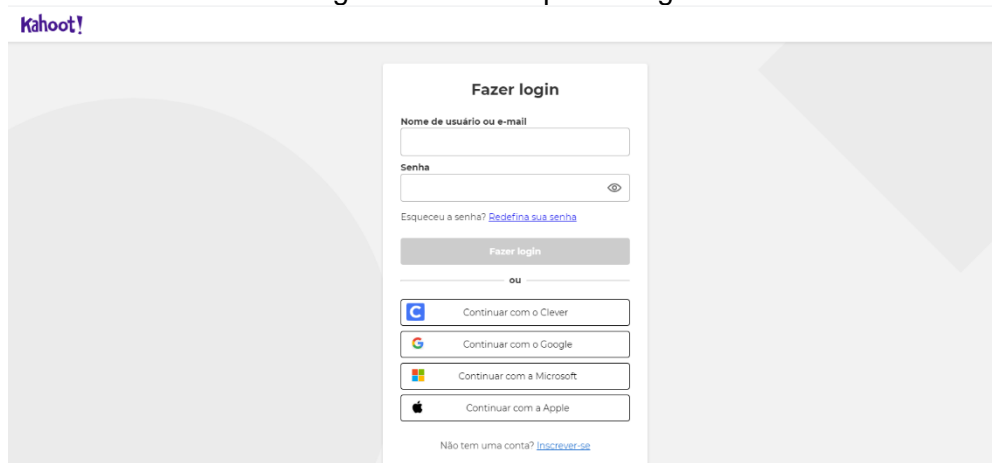 Kahoot!
Fazer login
Nome de usuário ou e-mail
Senha
Esqueceu a senha? Redefina sua senha
Fazer login
ou
Continuar com o Clever
Continuar com o Google
Continuar com a Microsoft
Continuar com a Apple
Não tem uma conta? Inscrever-se